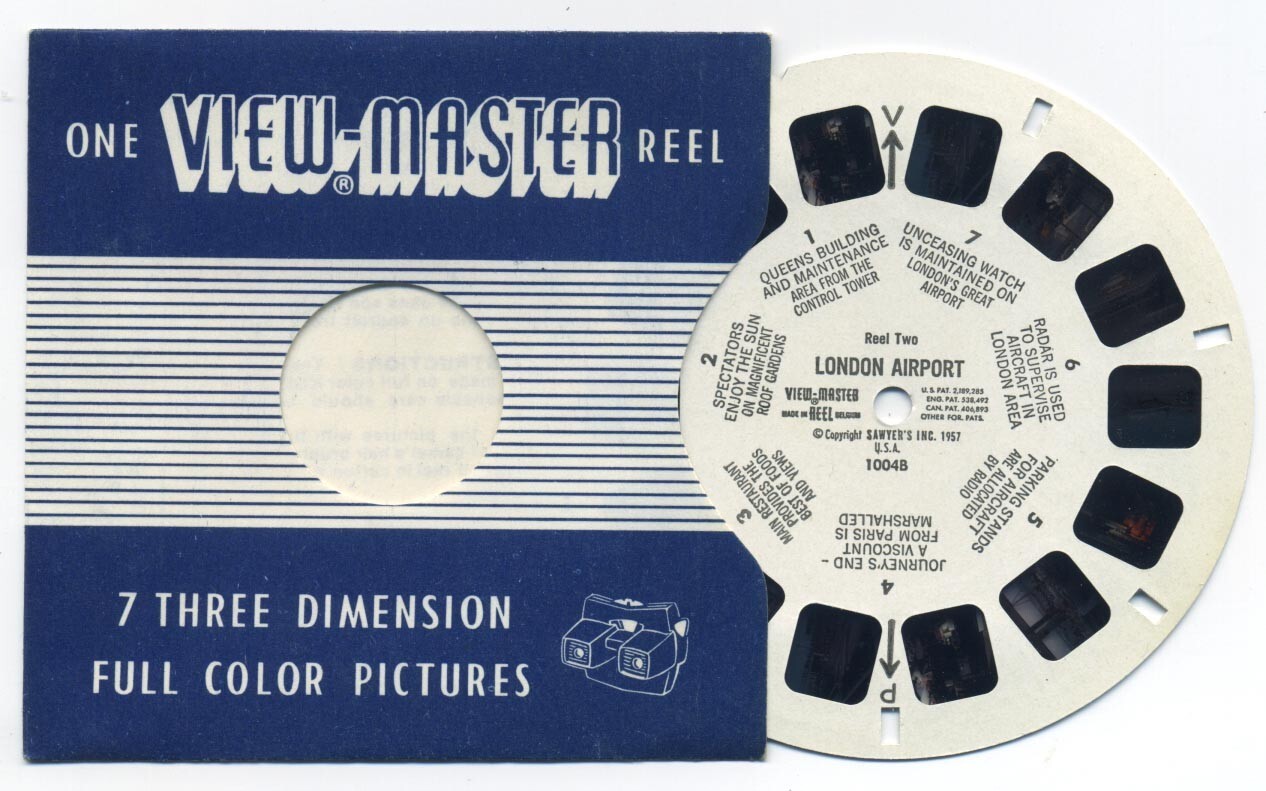 ONE VIEW-MASTER® REEL
7 THREE DIMENSION
FULL COLOR PICTURES
V
1
QUEENS BUILDING
AND MAINTENANCE
AREA FROM THE
CONTROL TOWER
2
SPECTATORS
ENJOY THE SUN
ON MAGNIFICENT
ROOF GARDENS
3
MAIN RESTAURANT
PROVIDES THE
BEST OF FOODS
AND VIEWS
4
JOURNEY'S END -
A VISCOUNT
FROM PARIS IS
MARSHALLED
5
PARKING STANDS
FOR AIRCRAFT
ARE ALLOCATED
BY RADIO
6
RADAR IS USED
TO SUPERVISE
AIRCRAFT IN
LONDON AREA
7
UNCEASING WATCH
IS MAINTAINED ON
LONDON'S GREAT
AIRPORT
Reel Two
LONDON AIRPORT
VIEW-MASTER®
MADE IN REEL BELGIUM
U.S. PAT. 2,189,285
ENG. PAT. 538,492
CAN. PAT. 406,893
OTHER FOR. PATS.
© Copyright SAWYER'S INC. 1957
U.S.A.
1004B
P